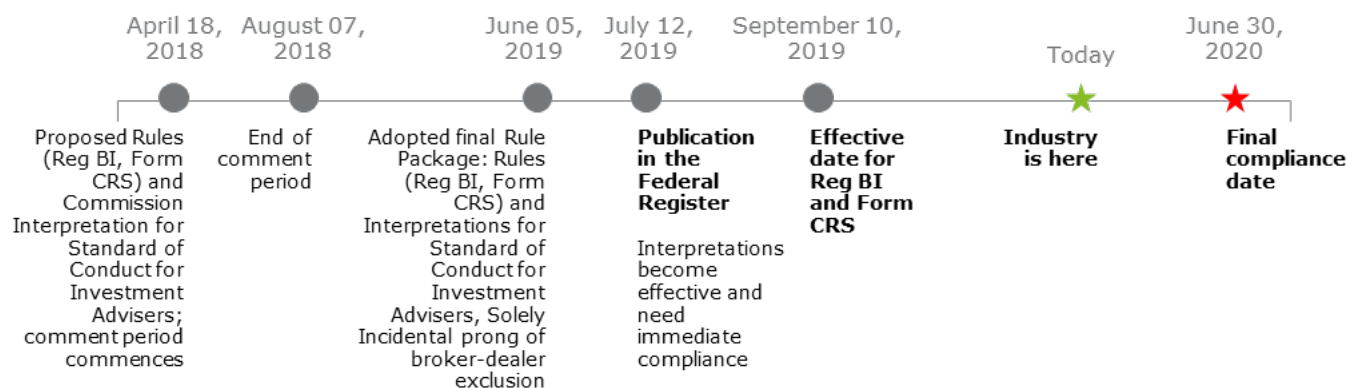 April 18,
2018
August 07,
2018
June 05,
2019
July 12,
2019
September 10,
2019
Today
June 30,
2020
Proposed Rules
(Reg BI, Form
CRS) and
Commission
Interpretation for
Standard of
Conduct for
Investment
Advisers;
comment period
commences
End of
comment
period
Adopted final Rule
Package: Rules
(Reg BI, Form
CRS) and
Interpretations for
Standard of
Conduct for
Investment
Advisers, Solely
Incidental prong of
broker-dealer
exclusion
Publication
in the
Federal
Register
Interpretations
become
effective and
need
immediate
compliance
Effective
date for
Reg BI
and Form
CRS
Industry
is here
Final
compliance
date